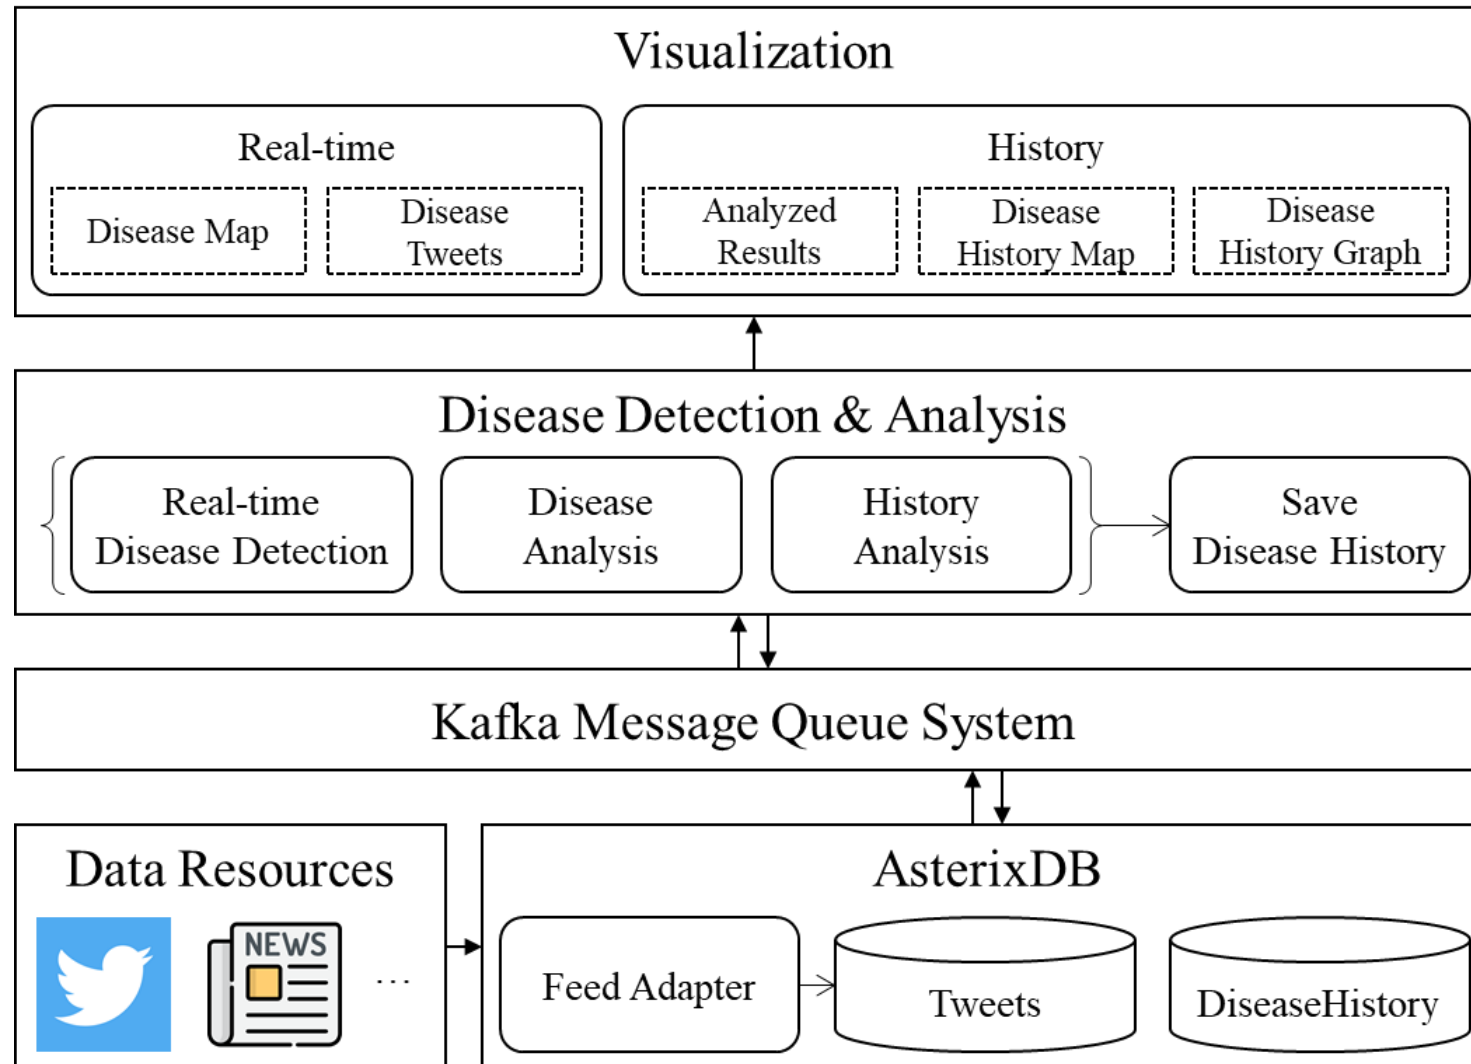 Visualization
Real-time
History
Disease Map
Disease
Tweets
Analyzed
Results
Disease
History Map
Disease
History Graph
Disease Detection & Analysis
Real-time
Disease Detection
Disease
Analysis
History
Analysis
Save
Disease History
Kafka Message Queue System
Data Resources
NEWS
...
AsterixDB
Feed Adapter
Tweets
DiseaseHistory